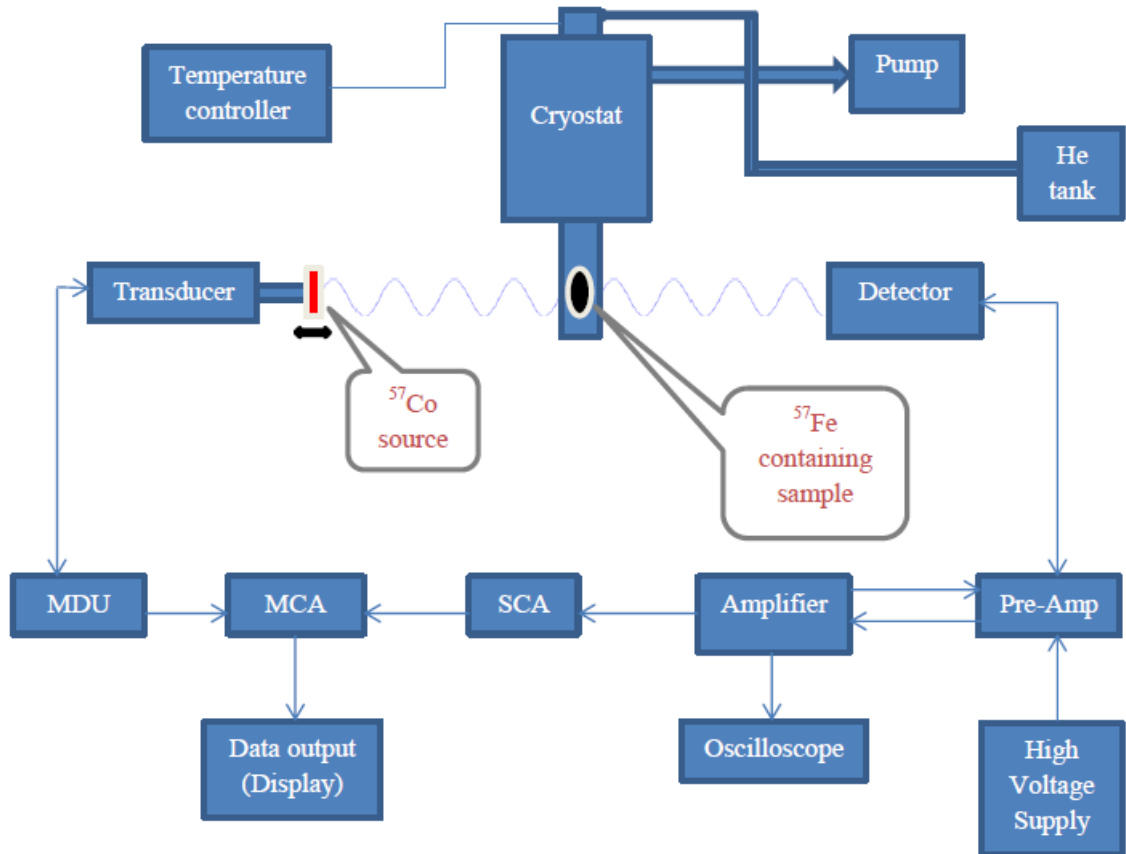 Temperature
controller
Cryostat
Pump
He
tank
Transducer
Detector
⁵⁷Co
source
⁵⁷Fe
containing
sample
MDU
MCA
SCA
Amplifier
Pre-Amp
Data output
(Display)
Oscilloscope
High
Voltage
Supply